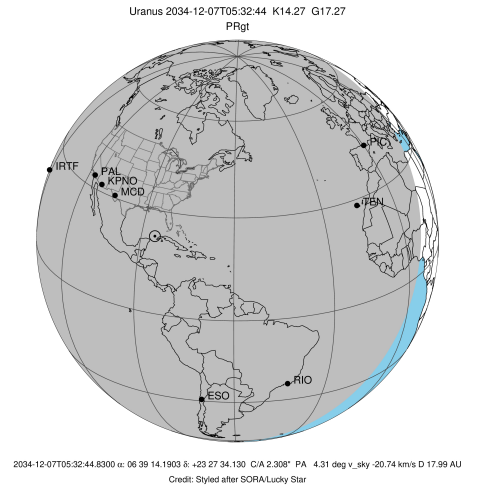 Uranus 2034-12-07T05:32:44 K14.27 G17.27
PRgt
IRTF
PAL
KPNO
MCD
PIC
TEN
RIO
ESO
2034-12-07T05:32:44.8300 α: 06 39 14.1903 δ: +23 27 34.130 C/A 2.308" PA 4.31 deg v_sky -20.74 km/s D 17.99 AU
Credit: Styled after SORA/Lucky Star